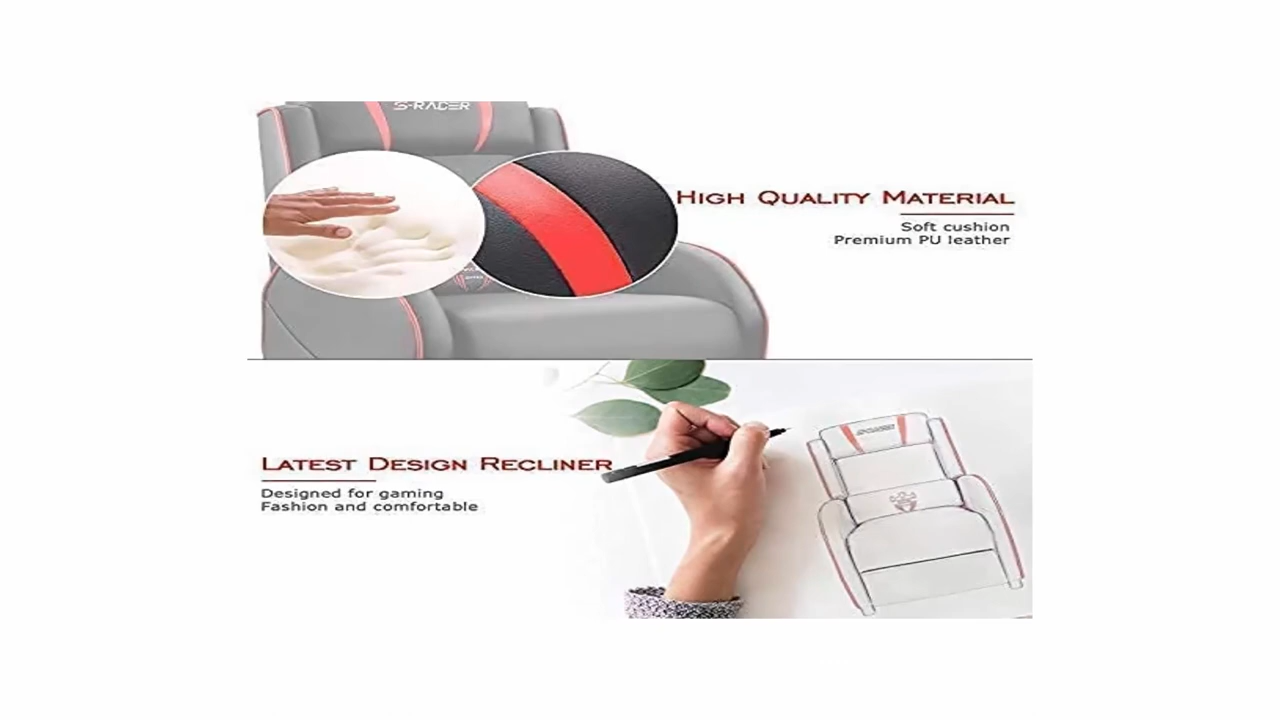 S-RACER
HIGH QUALITY MATERIAL
Soft cushion
Premium PU leather
LATEST DESIGN RECLINER
Designed for gaming
Fashion and comfortable